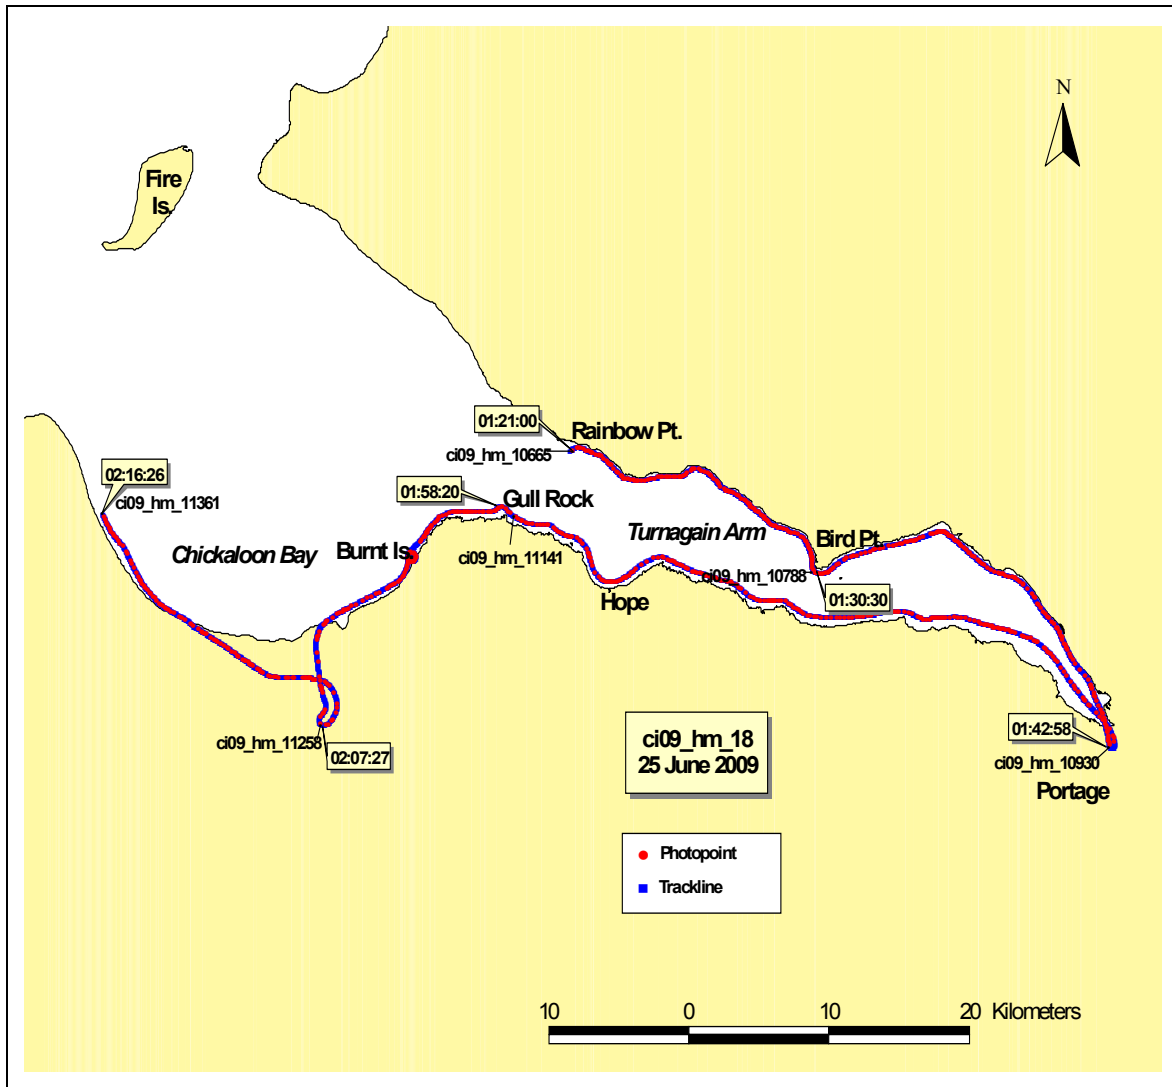 N
Fire
Is.
01:21:00
Rainbow Pt.
ci09_hm_10665
02:16:26
ci09_hm_11361
01:58:20
Gull Rock
Turnagain Arm
Bird Pt.
Chickaloon Bay
Burnt Is.
ci09_hm_11141
ci09_hm_10788
Hope
01:30:30
ci09_hm_11258
02:07:27
ci09_hm_18
25 June 2009
01:42:58
ci09_hm_10930
Portage
Photopoint
Trackline
10 0 10 20 Kilometers